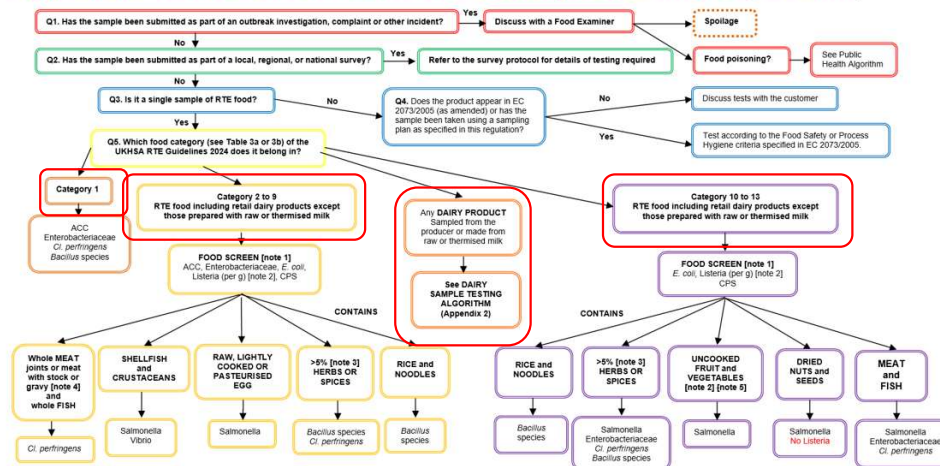 Q1. Has the sample been submitted as part of an outbreak investigation, complaint or other incident?
Yes
Discuss with a Food Examiner
Spoilage
No
Q2. Has the sample been submitted as part of a local, regional, or national survey?
Yes
Refer to the survey protocol for details of testing required
Food poisoning?
See Public
Health Algorithm
No
Q3. Is it a single sample of RTE food?
No
Q4. Does the product appear in EC
2073/2005 (as amended) or has the
sample been taken using a sampling
plan as specified in this regulation?
No
Discuss tests with the customer
Yes
Yes
Test according to the Food Safety or Process
Hygiene criteria specified in EC 2073/2005.
Q5. Which food category (see Table 3a or 3b) of the
UKHSA RTE Guidelines 2024 does it belong in?
Category 1
ACC
Enterobacteriaceae
Cl. perfringens
Bacillus species
Category 2 to 9
RTE food including retail dairy products except
those prepared with raw or thermised milk
Any DAIRY PRODUCT
Sampled from the
producer or made from
raw or thermised milk
Category 10 to 13
RTE food including retail dairy products except
those prepared with raw or thermised milk
FOOD SCREEN [note 1]
ACC, Enterobacteriaceae, E. coli,
Listeria (per g) [note 2], CPS
See DAIRY
SAMPLE TESTING
ALGORITHM
(Appendix 2)
FOOD SCREEN [note 1]
E. coli, Listeria (per g) [note 2]
CPS
CONTAINS
CONTAINS
Whole MEAT
joints or meat
with stock or
gravy [note 4]
and
whole FISH
SHELLFISH
and
CRUSTACEANS
RAW, LIGHTLY
COOKED OR
PASTEURISED
EGG
>5% [note 3]
HERBS OR
SPICES
RICE and
NOODLES
RICE and
NOODLES
>5% [note 3]
HERBS OR
SPICES
UNCOOKED
FRUIT and
VEGETABLES
[note 2] [note 5]
DRIED
NUTS and
SEEDS
MEAT
and
FISH
Cl. perfringens
Salmonella
Vibrio
Salmonella
Bacillus species
Cl. perfringens
Bacillus
species
Bacillus
species
Salmonella
Enterobacteriaceae
Cl. perfringens
Bacillus species
Salmonella
Salmonella
No Listeria
Salmonella
Enterobacteriaceae
Cl. perfringens